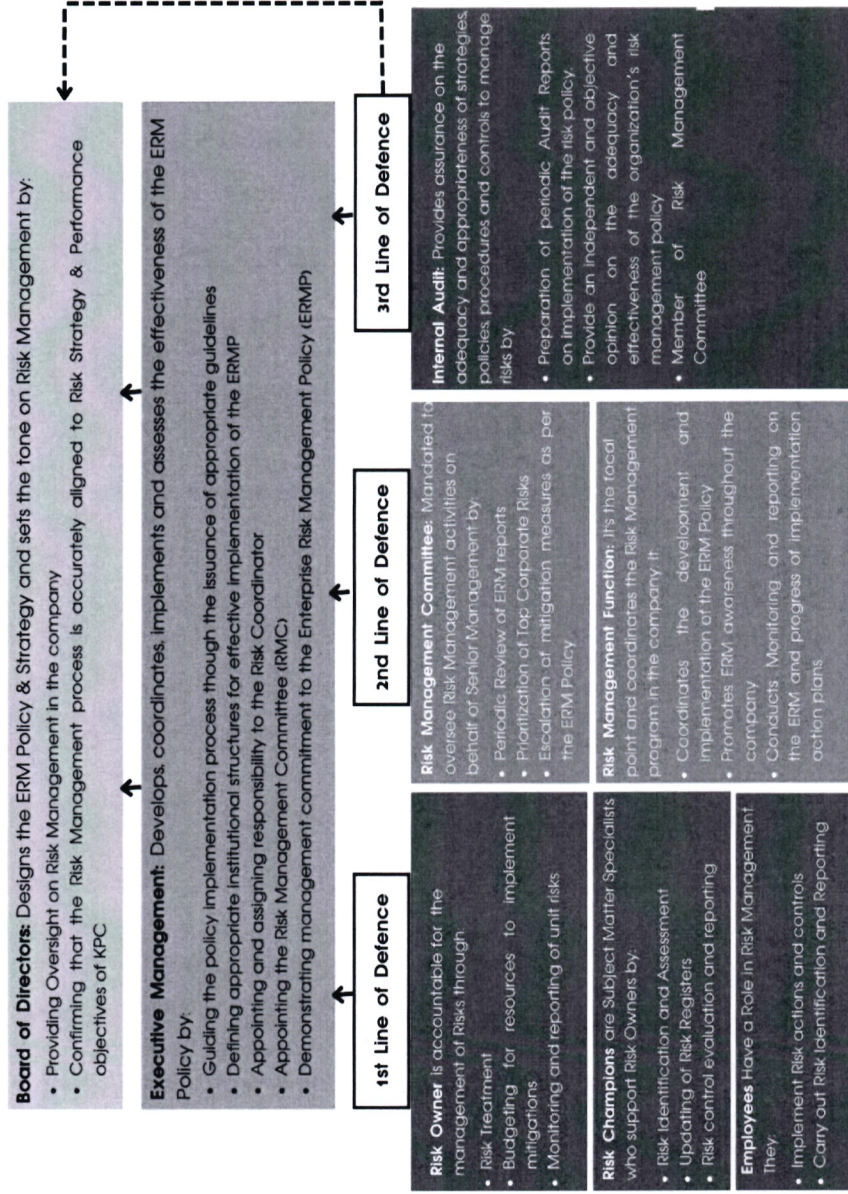 Board of Directors: Designs the ERM Policy & Strategy and sets the tone on Risk Management by:
• Providing Oversight on Risk Management in the company
• Confirming that the Risk Management process is accurately aligned to Risk Strategy & Performance
objectives of KPC
Executive Management: Develops, coordinates, implements and assesses the effectiveness of the ERM
Policy by:
• Guiding the policy implementation process though the issuance of appropriate guidelines
• Defining appropriate institutional structures for effective implementation of the ERMP
• Appointing and assigning responsibility to the Risk Coordinator
• Appointing the Risk Management Committee (RMC)
• Demonstrating management commitment to the Enterprise Risk Management Policy (ERMP)
1st Line of Defence
Risk Owner is accountable for the
management of Risks through
• Risk Treatment
• Budgeting for resources to implement
mitigations
• Monitoring and reporting of unit risks
Risk Champions are Subject Matter Specialists
who support Risk Owners by:
• Risk Identification and Assessment
• Updating of Risk Registers
• Risk control evaluation and reporting
Employees Have a Role in Risk Management
They:
• Implement Risk actions and controls
• Carry out Risk Identification and Reporting
2nd Line of Defence
Risk Management Committee: Mandated to
oversee Risk Management activities on
behalf of Senior Management by:
• Periodic Review of ERM reports
• Prioritization of Top Corporate Risks
• Escalation of mitigation measures as per
the ERM Policy
Risk Management Function: It's the focal
point and coordinates the Risk Management
program in the company It
• Coordinates the development and
implementation of the ERM Policy
• Promotes ERM awareness throughout the
company
• Conducts Monitoring and reporting on
the ERM and progress of implementation
action plans
3rd Line of Defence
Internal Audit: Provides assurance on the
adequacy and appropriateness of strategies,
policies, procedures and controls to manage
risks by
• Preparation of periodic Audit Reports
on implementation of the risk policy.
• Provide an independent and objective
opinion on the adequacy and
effectiveness of the organization's risk
management policy
• Member of Risk Management
Committee